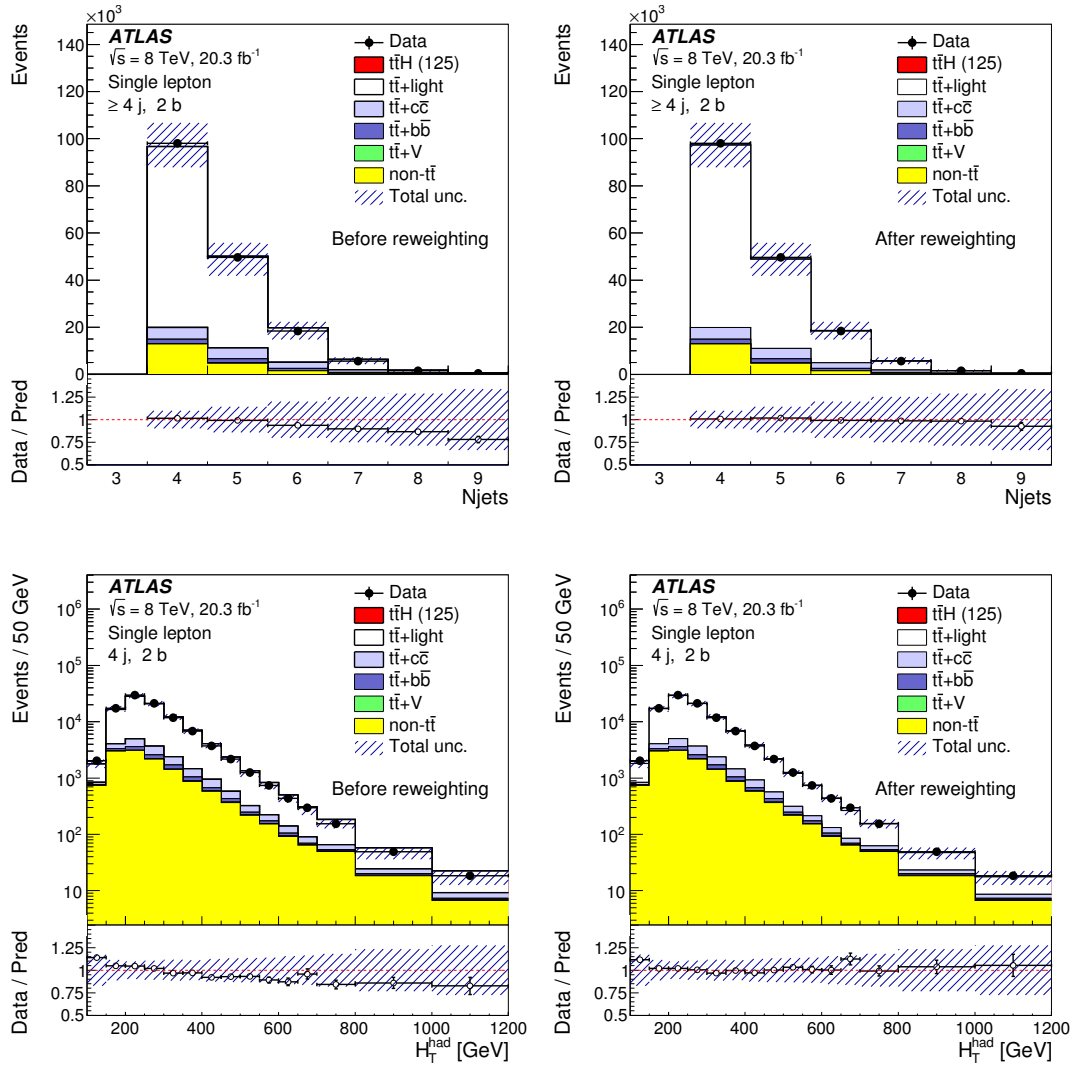 ×10³
Events
ATLAS
√s = 8 TeV, 20.3 fb⁻¹
Single lepton
≥ 4 j, 2 b
Data
tt̄H (125)
tt̄+light
tt̄+cc̄
tt̄+bb̄
tt̄+V
non-tt̄
Total unc.
Before reweighting
140
120
100
80
60
40
20
0
Data / Pred
1.25
1
0.75
0.5
3 4 5 6 7 8 9
Njets
×10³
Events
ATLAS
√s = 8 TeV, 20.3 fb⁻¹
Single lepton
≥ 4 j, 2 b
Data
tt̄H (125)
tt̄+light
tt̄+cc̄
tt̄+bb̄
tt̄+V
non-tt̄
Total unc.
After reweighting
140
120
100
80
60
40
20
0
Data / Pred
1.25
1
0.75
0.5
3 4 5 6 7 8 9
Njets
Events / 50 GeV
ATLAS
√s = 8 TeV, 20.3 fb⁻¹
Single lepton
4 j, 2 b
Data
tt̄H (125)
tt̄+light
tt̄+cc̄
tt̄+bb̄
tt̄+V
non-tt̄
Total unc.
Before reweighting
10⁶
10⁵
10⁴
10³
10²
10
Data / Pred
1.25
1
0.75
0.5
200 400 600 800 1000 1200
H_T^had [GeV]
Events / 50 GeV
ATLAS
√s = 8 TeV, 20.3 fb⁻¹
Single lepton
4 j, 2 b
Data
tt̄H (125)
tt̄+light
tt̄+cc̄
tt̄+bb̄
tt̄+V
non-tt̄
Total unc.
After reweighting
10⁶
10⁵
10⁴
10³
10²
10
Data / Pred
1.25
1
0.75
0.5
200 400 600 800 1000 1200
H_T^had [GeV]